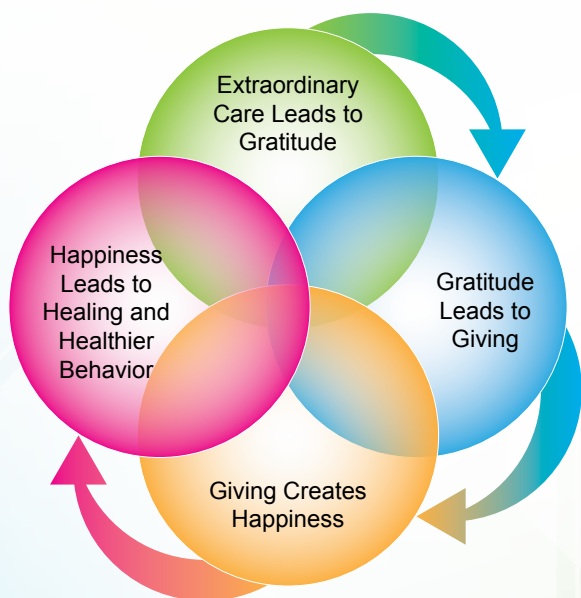 Extraordinary
Care Leads to
Gratitude
Gratitude
Leads to
Giving
Giving Creates
Happiness
Happiness
Leads to
Healing and
Healthier
Behavior